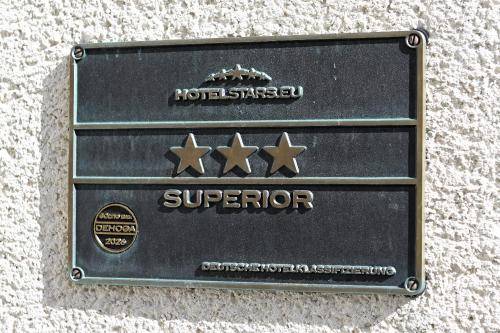 HOTELSTARS.EU
SUPERIOR
DEHOGA
2026
DEUTSCHE HOTELKLASSIFIZIERUNG